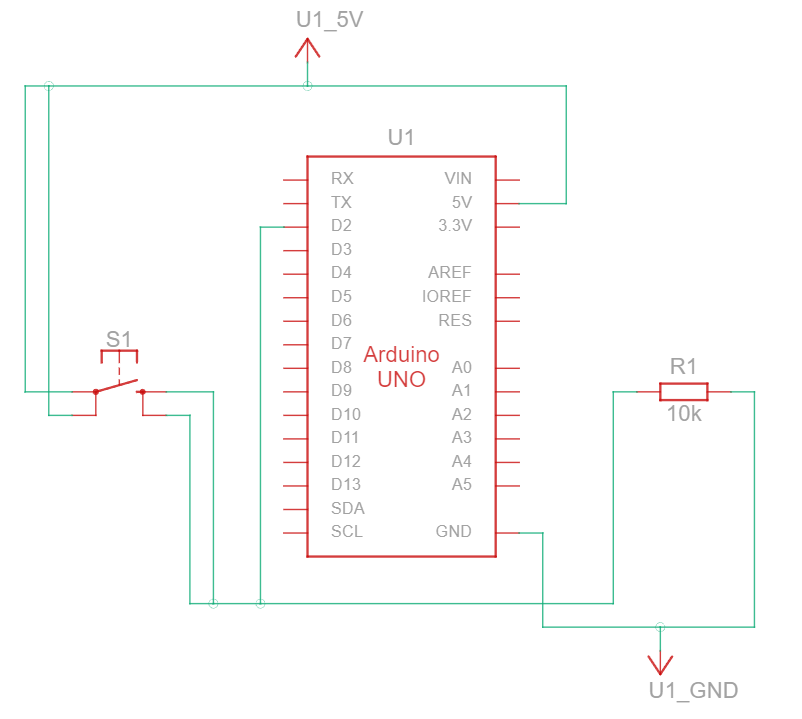 U1_5V
U1
RX
VIN
TX
5V
D2
3.3V
D3
D4
AREF
D5
IOREF
D6
RES
S1
D7
Arduino
UNO
D8
A0
R1
D9
A1
D10
A2
10k
D11
A3
D12
A4
D13
A5
SDA
SCL
GND
U1_GND